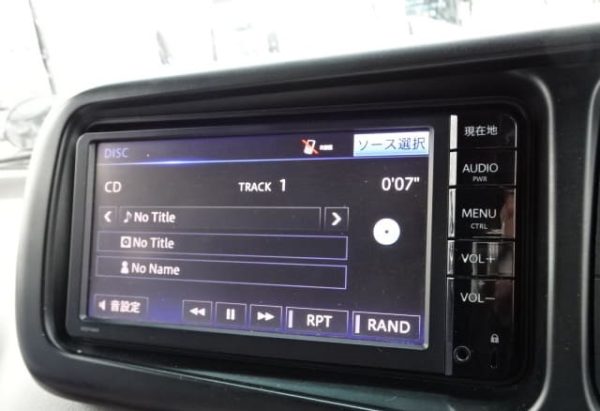 DISC
ソース選択
CD TRACK 1 0'07"
No Title
No Title
No Name
音設定
RPT
RAND
現在地
AUDIO
PWR
MENU
CTRL
VOL+
VOL−